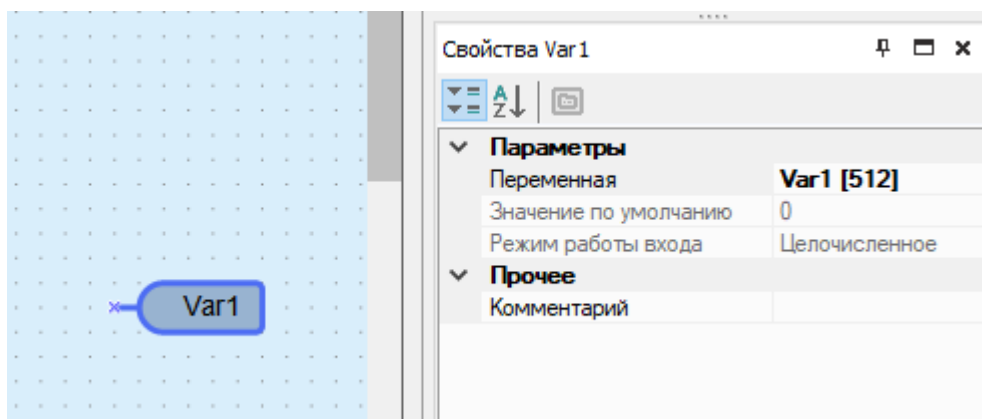 Свойства Var1
Параметры
Переменная Var1 [512]
Значение по умолчанию 0
Режим работы входа Целочисленное
Прочее
Комментарий
Var1